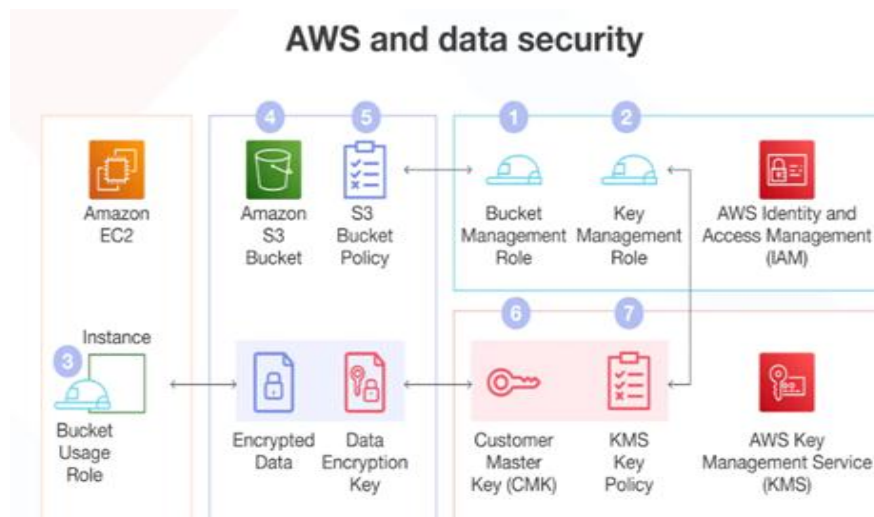 AWS and data security
4
5
1
2
Amazon
EC2
Amazon
S3
Bucket
S3
Bucket
Policy
Bucket
Management
Role
Key
Management
Role
AWS Identity and
Access Management
(IAM)
Instance
3
Bucket
Usage
Role
6
7
Encrypted
Data
Data
Encryption
Key
Customer
Master
Key (CMK)
KMS
Key
Policy
AWS Key
Management Service
(KMS)